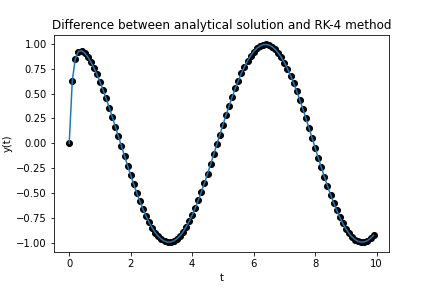 Difference between analytical solution and RK-4 method
1.00
0.75
0.50
0.25
0.00
−0.25
−0.50
−0.75
−1.00
y(t)
0 2 4 6 8 10
t